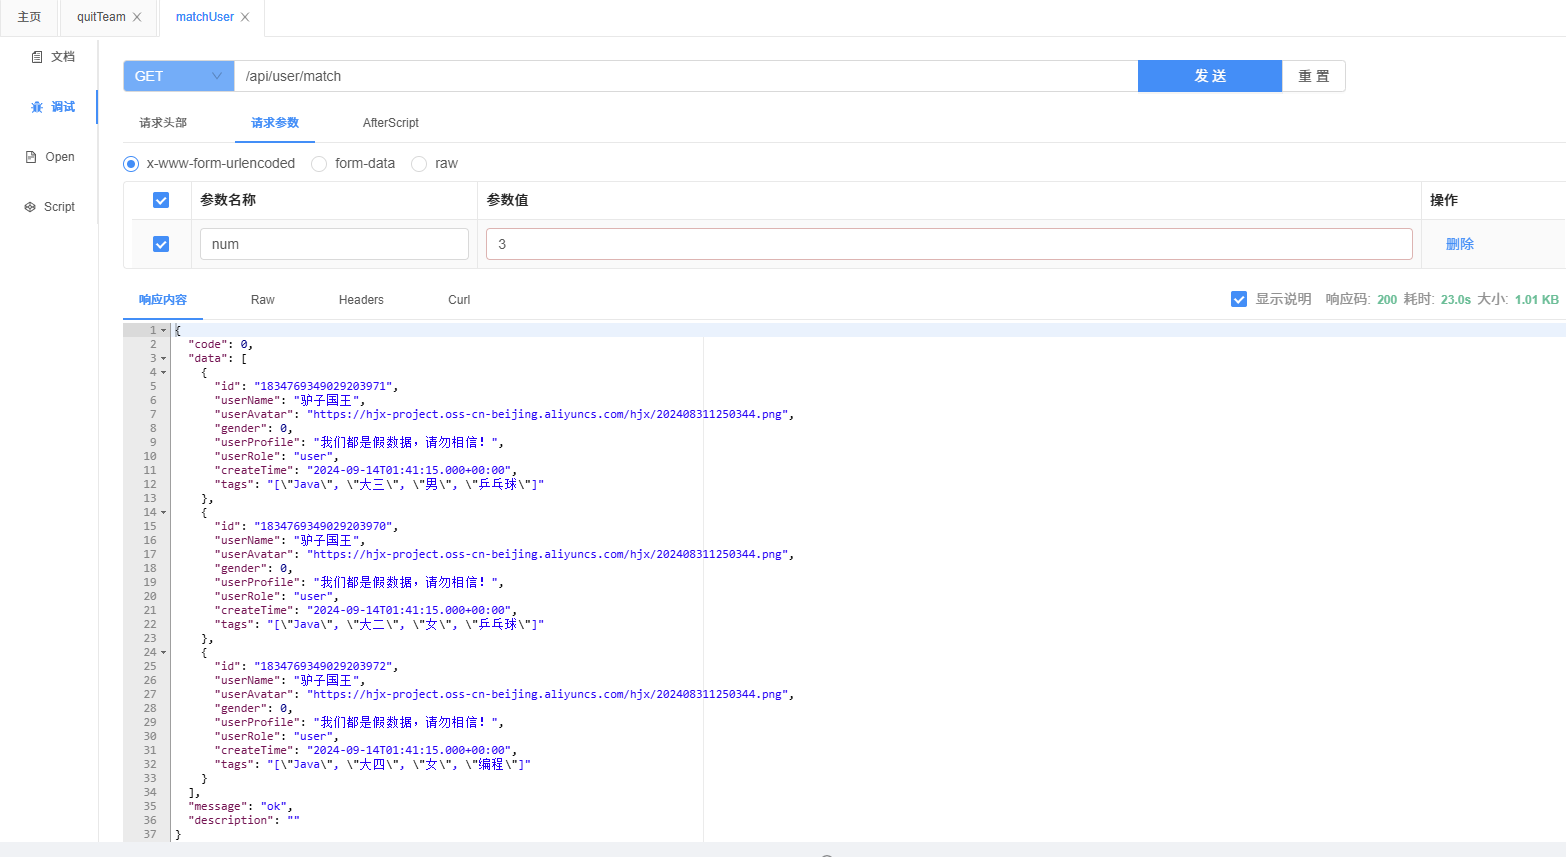 主页 quitTeam matchUser
文档
调试
Open
Script
GET /api/user/match 发 送 重 置
请求头部 请求参数 AfterScript
x-www-form-urlencoded form-data raw
参数名称 参数值 操作
num 3 删除
响应内容 Raw Headers Curl 显示说明 响应码: 200 耗时: 23.0s 大小: 1.01 KB
1 {
2 "code": 0,
3 "data": [
4 {
5 "id": "1834769349029203971",
6 "userName": "驴子国王",
7 "userAvatar": "https://hjx-project.oss-cn-beijing.aliyuncs.com/hjx/202408311250344.png",
8 "gender": 0,
9 "userProfile": "我们都是假数据，请勿相信！",
10 "userRole": "user",
11 "createTime": "2024-09-14T01:41:15.000+00:00",
12 "tags": "[\"Java\", \"大三\", \"男\", \"乒乓球\"]"
13 },
14 {
15 "id": "1834769349029203970",
16 "userName": "驴子国王",
17 "userAvatar": "https://hjx-project.oss-cn-beijing.aliyuncs.com/hjx/202408311250344.png",
18 "gender": 0,
19 "userProfile": "我们都是假数据，请勿相信！",
20 "userRole": "user",
21 "createTime": "2024-09-14T01:41:15.000+00:00",
22 "tags": "[\"Java\", \"大二\", \"女\", \"乒乓球\"]"
23 },
24 {
25 "id": "1834769349029203972",
26 "userName": "驴子国王",
27 "userAvatar": "https://hjx-project.oss-cn-beijing.aliyuncs.com/hjx/202408311250344.png",
28 "gender": 0,
29 "userProfile": "我们都是假数据，请勿相信！",
30 "userRole": "user",
31 "createTime": "2024-09-14T01:41:15.000+00:00",
32 "tags": "[\"Java\", \"大四\", \"女\", \"编程\"]"
33 }
34 ],
35 "message": "ok",
36 "description": ""
37 }